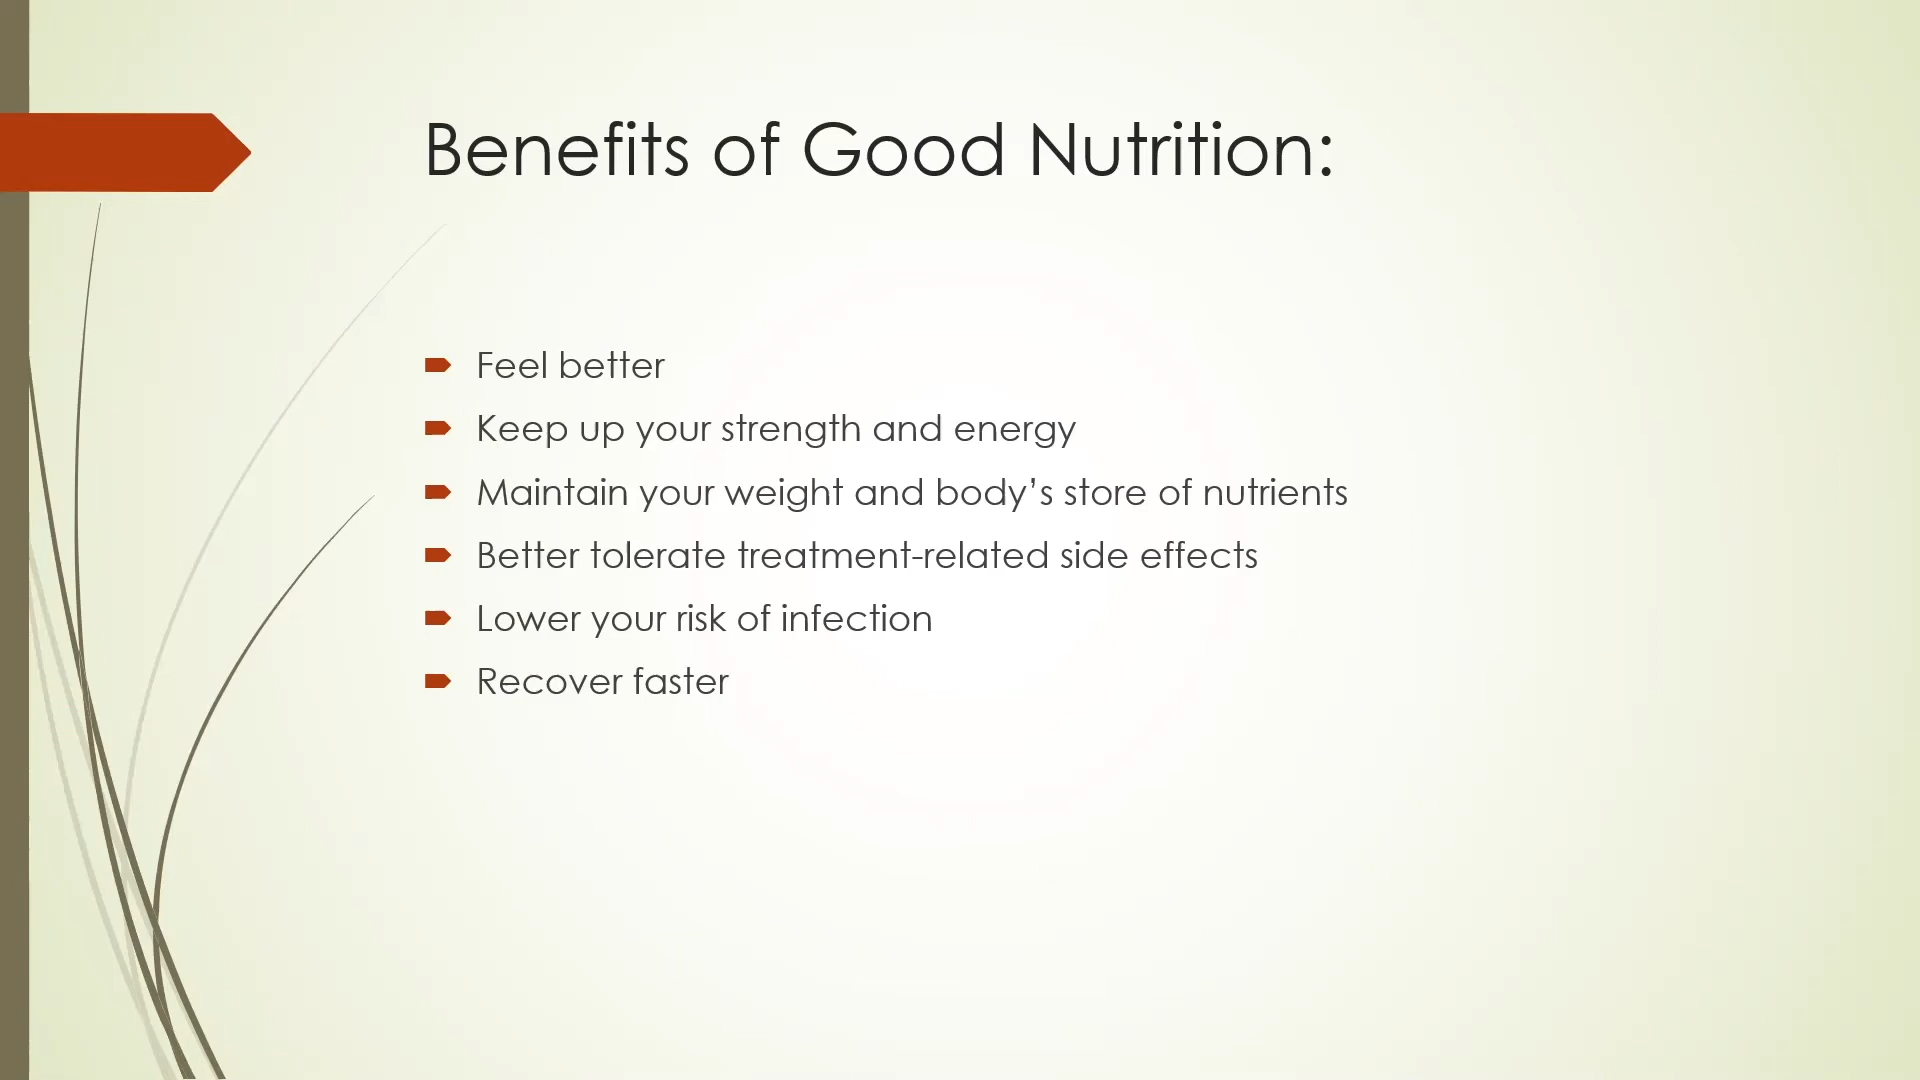 Benefits of Good Nutrition:
Feel better
Keep up your strength and energy
Maintain your weight and body’s store of nutrients
Better tolerate treatment-related side effects
Lower your risk of infection
Recover faster